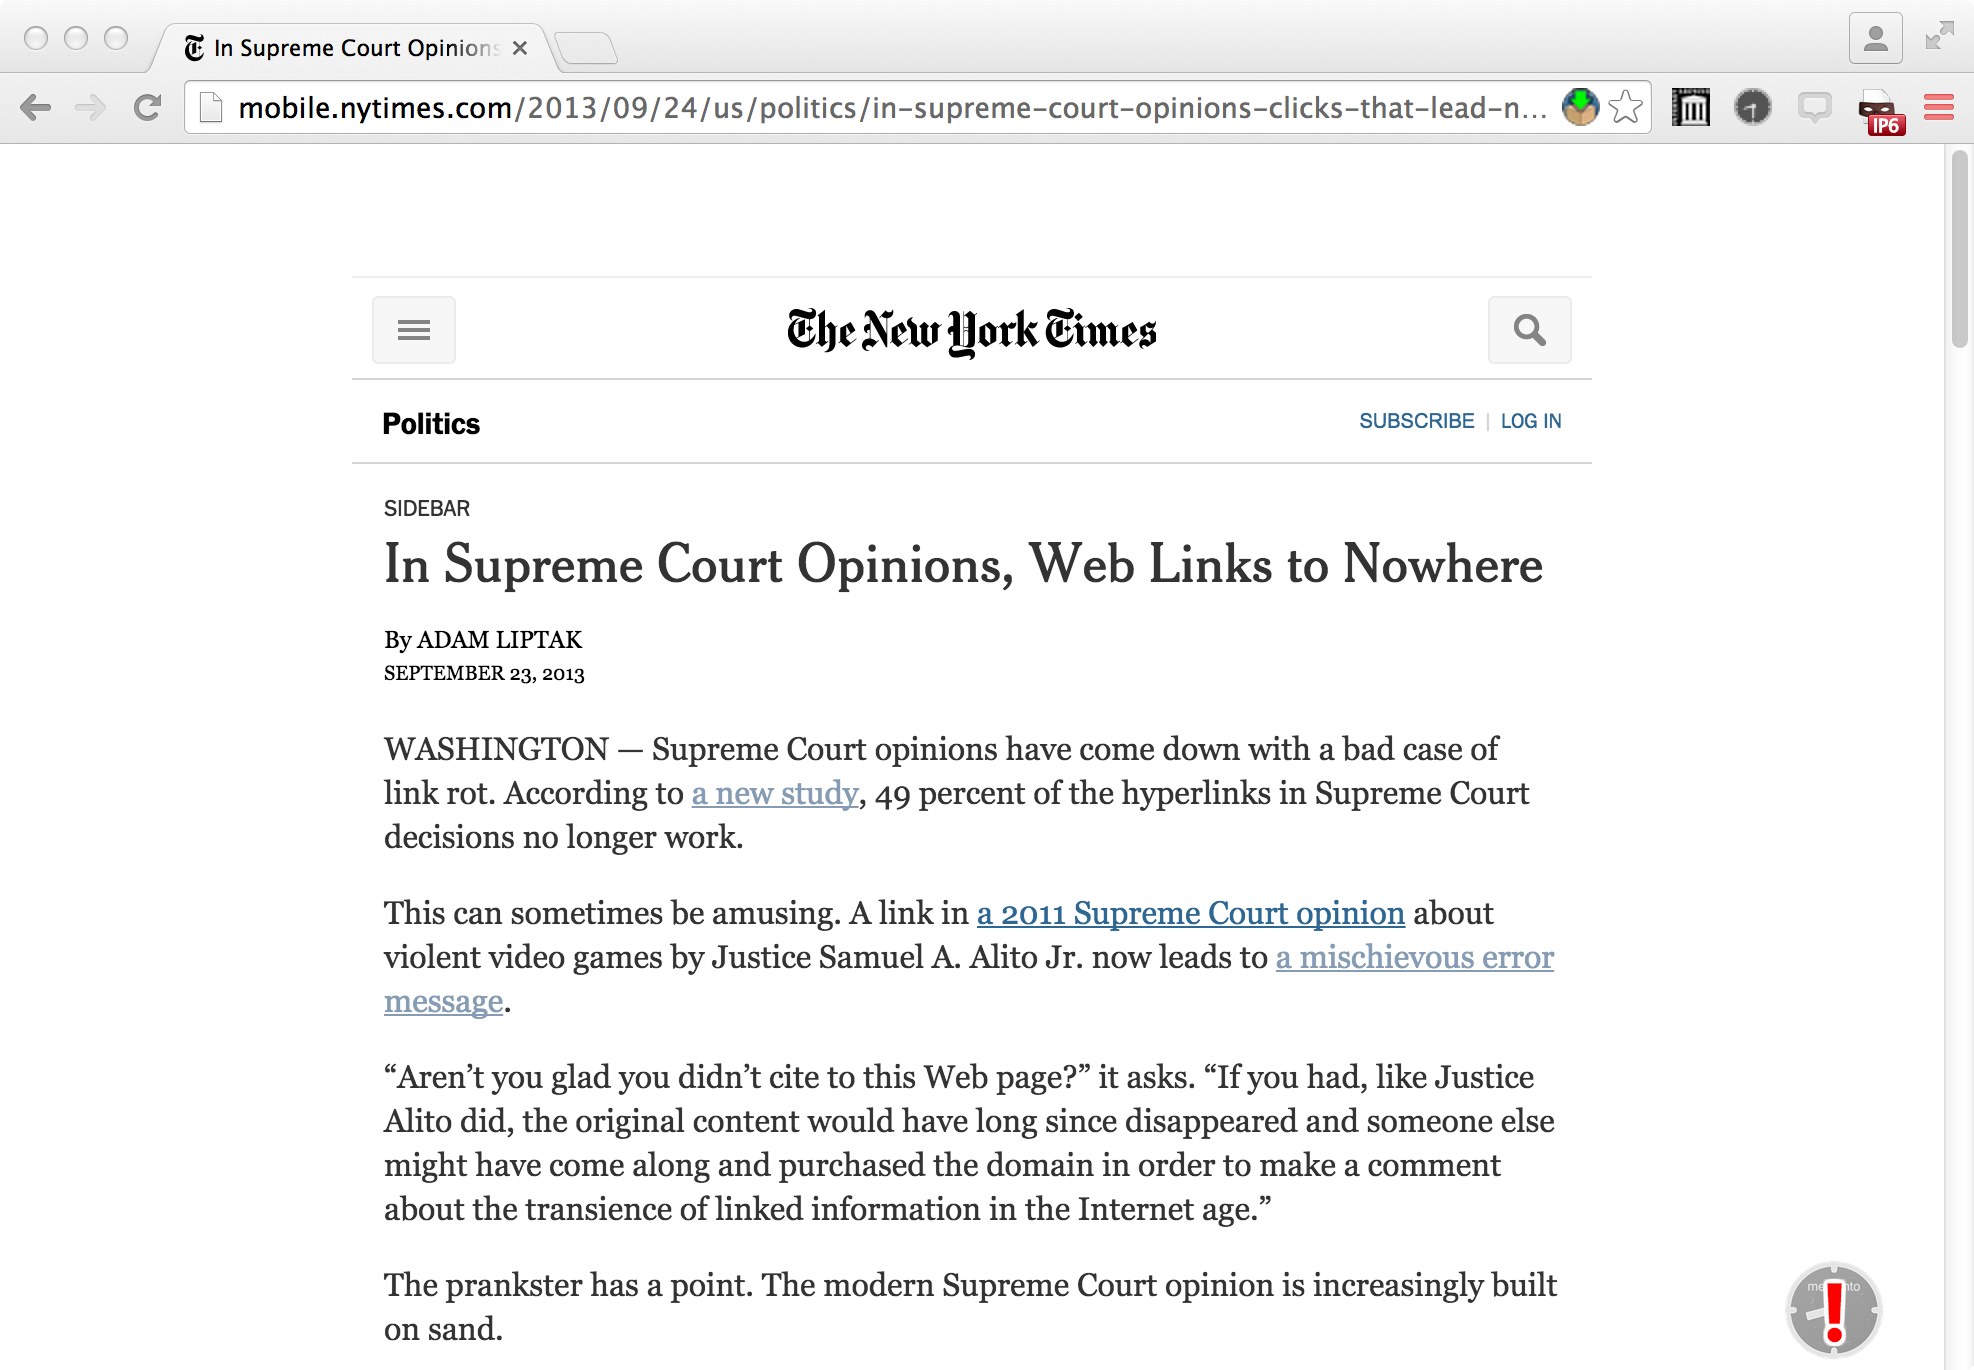 In Supreme Court Opinions
mobile.nytimes.com/2013/09/24/us/politics/in-supreme-court-opinions-clicks-that-lead-n...
IP6
The New York Times
Politics
SUBSCRIBE | LOG IN
SIDEBAR
In Supreme Court Opinions, Web Links to Nowhere
By ADAM LIPTAK
SEPTEMBER 23, 2013
WASHINGTON — Supreme Court opinions have come down with a bad case of
link rot. According to a new study, 49 percent of the hyperlinks in Supreme Court
decisions no longer work.
This can sometimes be amusing. A link in a 2011 Supreme Court opinion about
violent video games by Justice Samuel A. Alito Jr. now leads to a mischievous error
message.
“Aren’t you glad you didn’t cite to this Web page?” it asks. “If you had, like Justice
Alito did, the original content would have long since disappeared and someone else
might have come along and purchased the domain in order to make a comment
about the transience of linked information in the Internet age.”
The prankster has a point. The modern Supreme Court opinion is increasingly built
on sand.